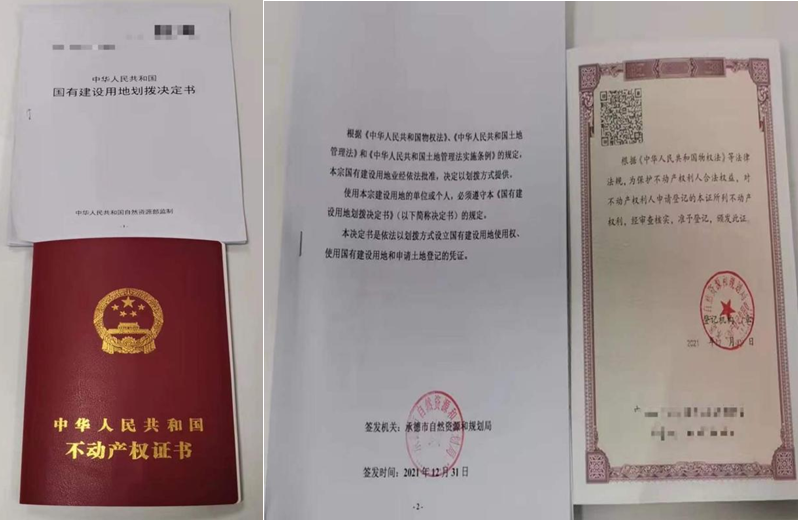 中华人民共和国
国有建设用地划拨决定书
中华人民共和国自然资源部监制
中华人民共和国
不动产权证书
根据《中华人民共和国物权法》、《中华人民共和国土地
管理法》和《中华人民共和国土地管理法实施条例》的规定,
本宗国有建设用地业经依法批准,决定以划拨方式提供。
使用本宗建设用地的单位或个人,必须遵守本《国有建
设用地划拨决定书》(以下简称决定书)的规定。
本决定书是依法以划拨方式设立国有建设用地使用权、
使用国有建设用地和申请土地登记的凭证。
签发机关:承德市自然资源和规划局
签发时间:2021年12月31日
-2-
根据《中华人民共和国物权法》等法律
法规,为保护不动产权利人合法权益,对
不动产权利人申请登记的本证所列不动产
权利,经审查核实,准予登记,颁发此证。
登记机构
2021 年 月 日